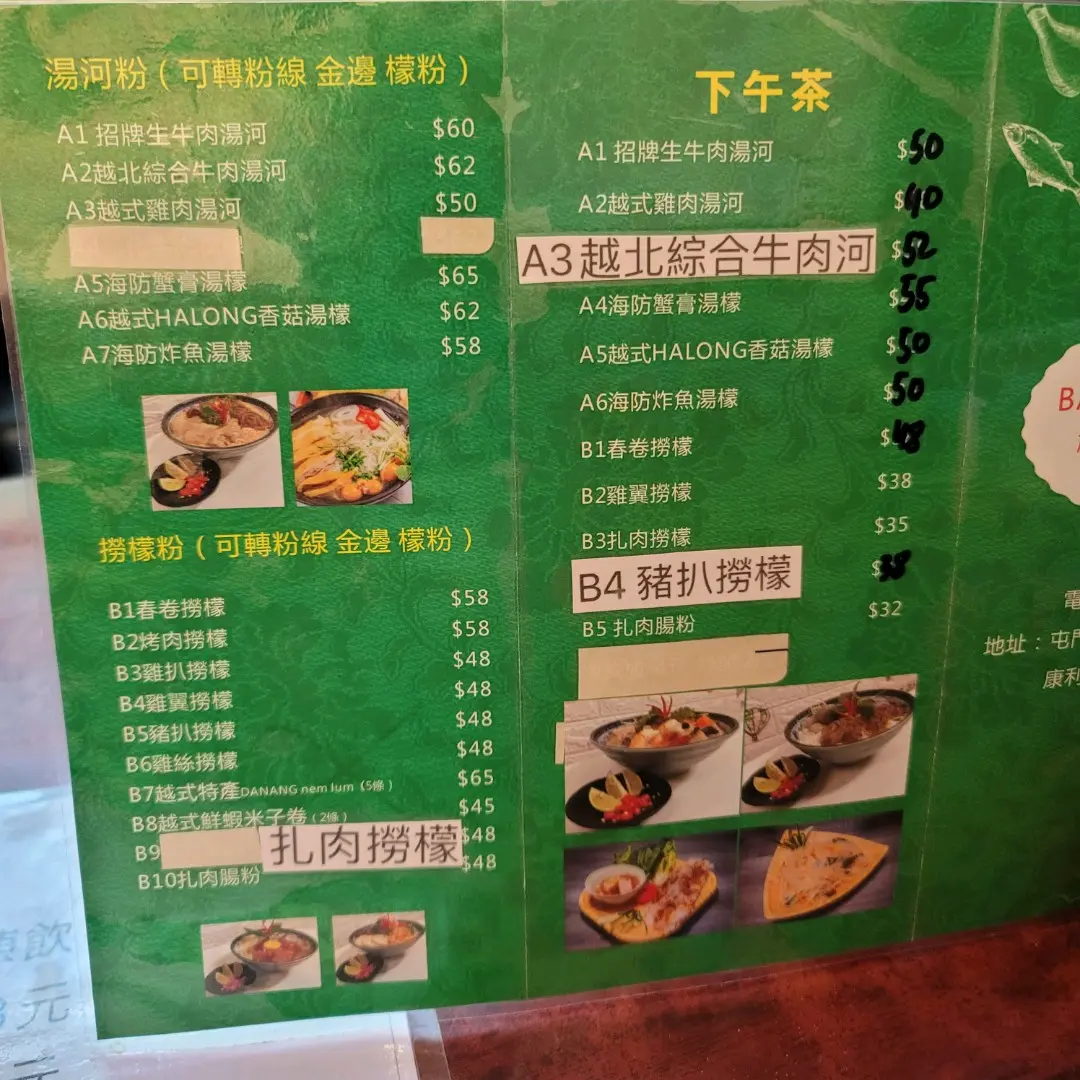 湯河粉（可轉粉線 金邊 檬粉）
A1 招牌生牛肉湯河 $60
A2越北綜合牛肉湯河 $62
A3越式雞肉湯河 $50
A5海防蟹膏湯檬 $65
A6越式HALONG香菇湯檬 $62
A7海防炸魚湯檬 $58
撈檬粉（可轉粉線 金邊 檬粉）
B1春卷撈檬 $58
B2烤肉撈檬 $58
B3雞扒撈檬 $48
B4雞翼撈檬 $48
B5豬扒撈檬 $48
B6雞絲撈檬 $48
B7越式特產DANANG nem lum（5條） $65
B8越式鮮蝦米子卷（2條） $45
B9 扎肉撈檬 $48
B10扎肉腸粉 $48
下午茶
A1 招牌生牛肉湯河 $50
A2越式雞肉湯河 $40
A3越北綜合牛肉河 $52
A4海防蟹膏湯檬 $55
A5越式HALONG香菇湯檬 $50
A6海防炸魚湯檬 $50
B1春卷撈檬 $48
B2雞翼撈檬 $38
B3扎肉撈檬 $35
B4 豬扒撈檬 $38
B5 扎肉腸粉 $32
電
地址：屯門
康利
飲
元